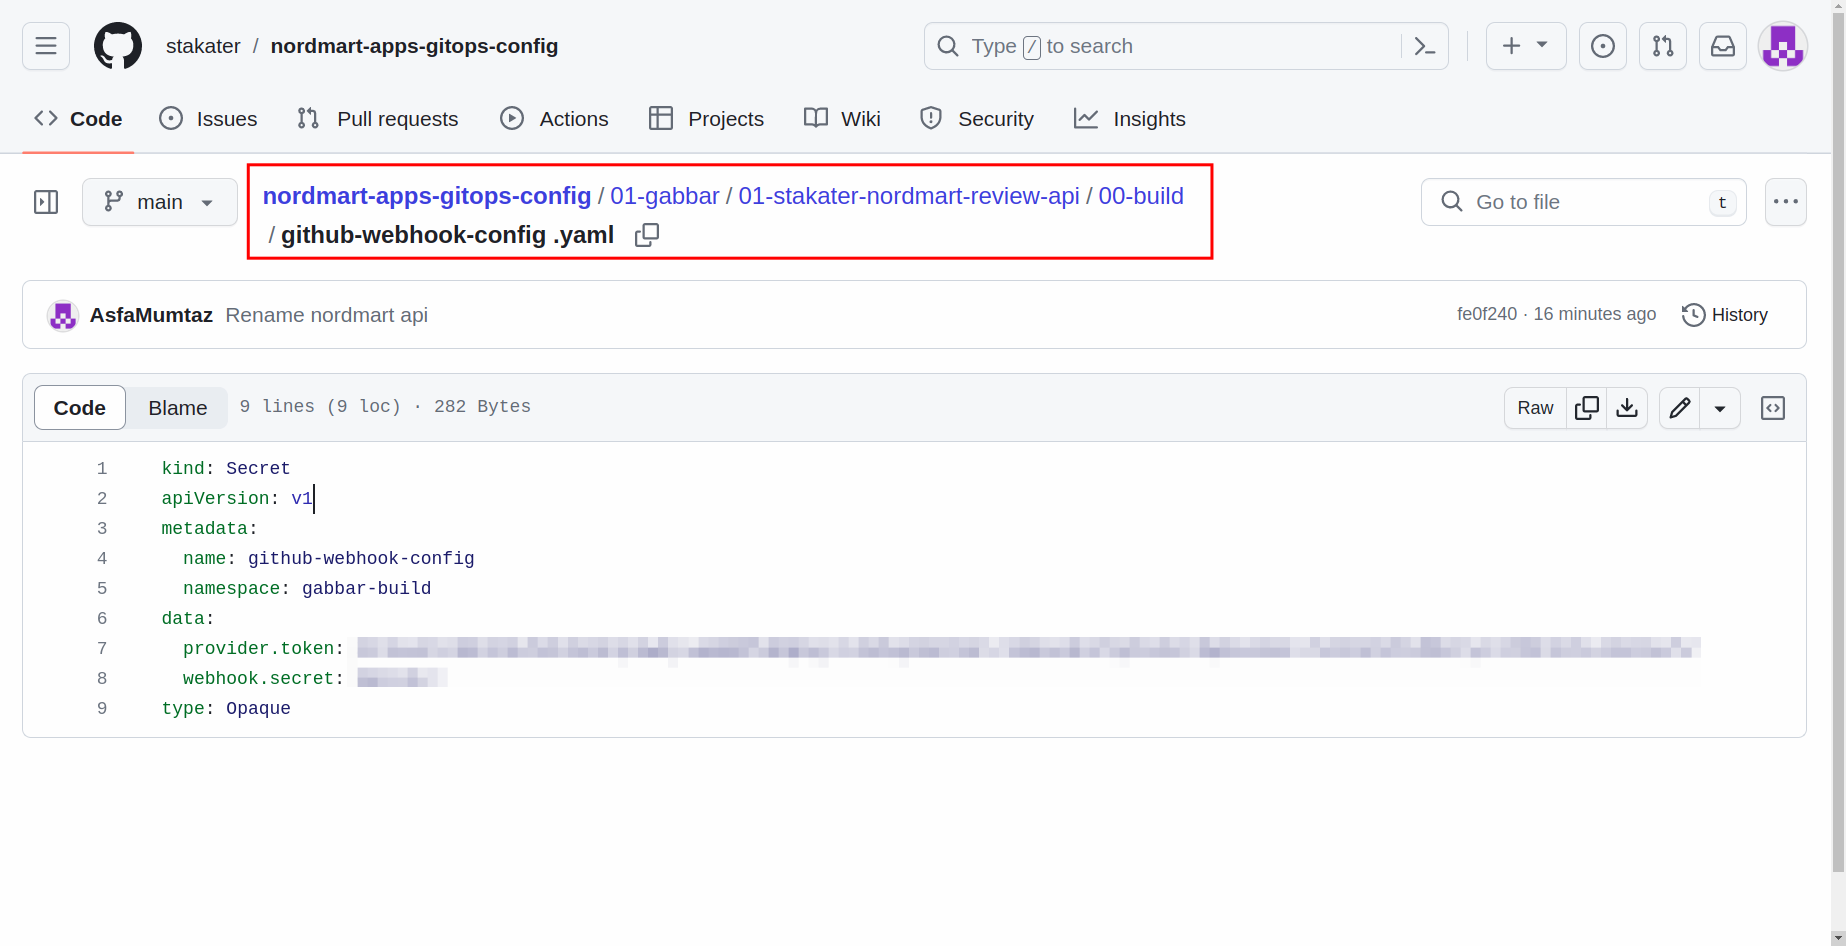 stakater / nordmart-apps-gitops-config
Type / to search
Code Issues Pull requests Actions Projects Wiki Security Insights
main
nordmart-apps-gitops-config / 01-gabbar / 01-stakater-nordmart-review-api / 00-build
/ github-webhook-config .yaml
Go to file t
AsfaMumtaz Rename nordmart api
fe0f240 · 16 minutes ago History
Code Blame 9 lines (9 loc) · 282 Bytes
Raw
1 kind: Secret
2 apiVersion: v1
3 metadata:
4 name: github-webhook-config
5 namespace: gabbar-build
6 data:
7 provider.token:
8 webhook.secret:
9 type: Opaque